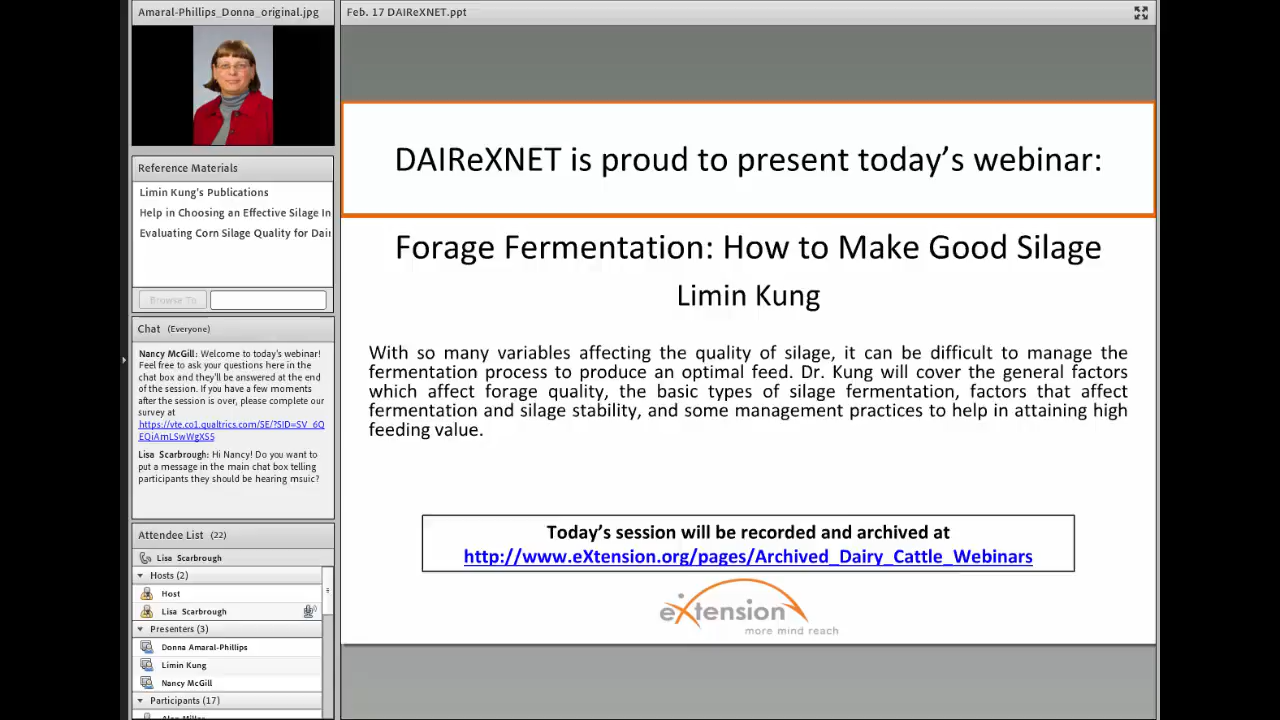 Amaral-Phillips_Donna_original.jpg
Reference Materials
Limin Kung's Publications
Help in Choosing an Effective Silage In
Evaluating Corn Silage Quality for Dai
Browse To
Chat (Everyone)
Nancy McGill: Welcome to today's webinar!
Feel free to ask your questions here in the
chat box and they'll be answered at the end
of the session. If you have a few moments
after the session is over, please complete our
survey at
https://vte.co1.qualtrics.com/SE/?SID=SV_6Q
EQiAmLSwWgXS5
Lisa Scarbrough: Hi Nancy! Do you want to
put a message in the main chat box telling
participants they should be hearing msuic?
Attendee List (22)
Lisa Scarbrough
Hosts (2)
Host
Lisa Scarbrough
Presenters (3)
Donna Amaral-Phillips
Limin Kung
Nancy McGill
Participants (17)
Feb. 17 DAIReXNET.ppt
DAIReXNET is proud to present today's webinar:
Forage Fermentation: How to Make Good Silage
Limin Kung
With so many variables affecting the quality of silage, it can be difficult to manage the
fermentation process to produce an optimal feed. Dr. Kung will cover the general factors
which affect forage quality, the basic types of silage fermentation, factors that affect
fermentation and silage stability, and some management practices to help in attaining high
feeding value.
Today's session will be recorded and archived at
http://www.eXtension.org/pages/Archived_Dairy_Cattle_Webinars
eXtension
more mind reach